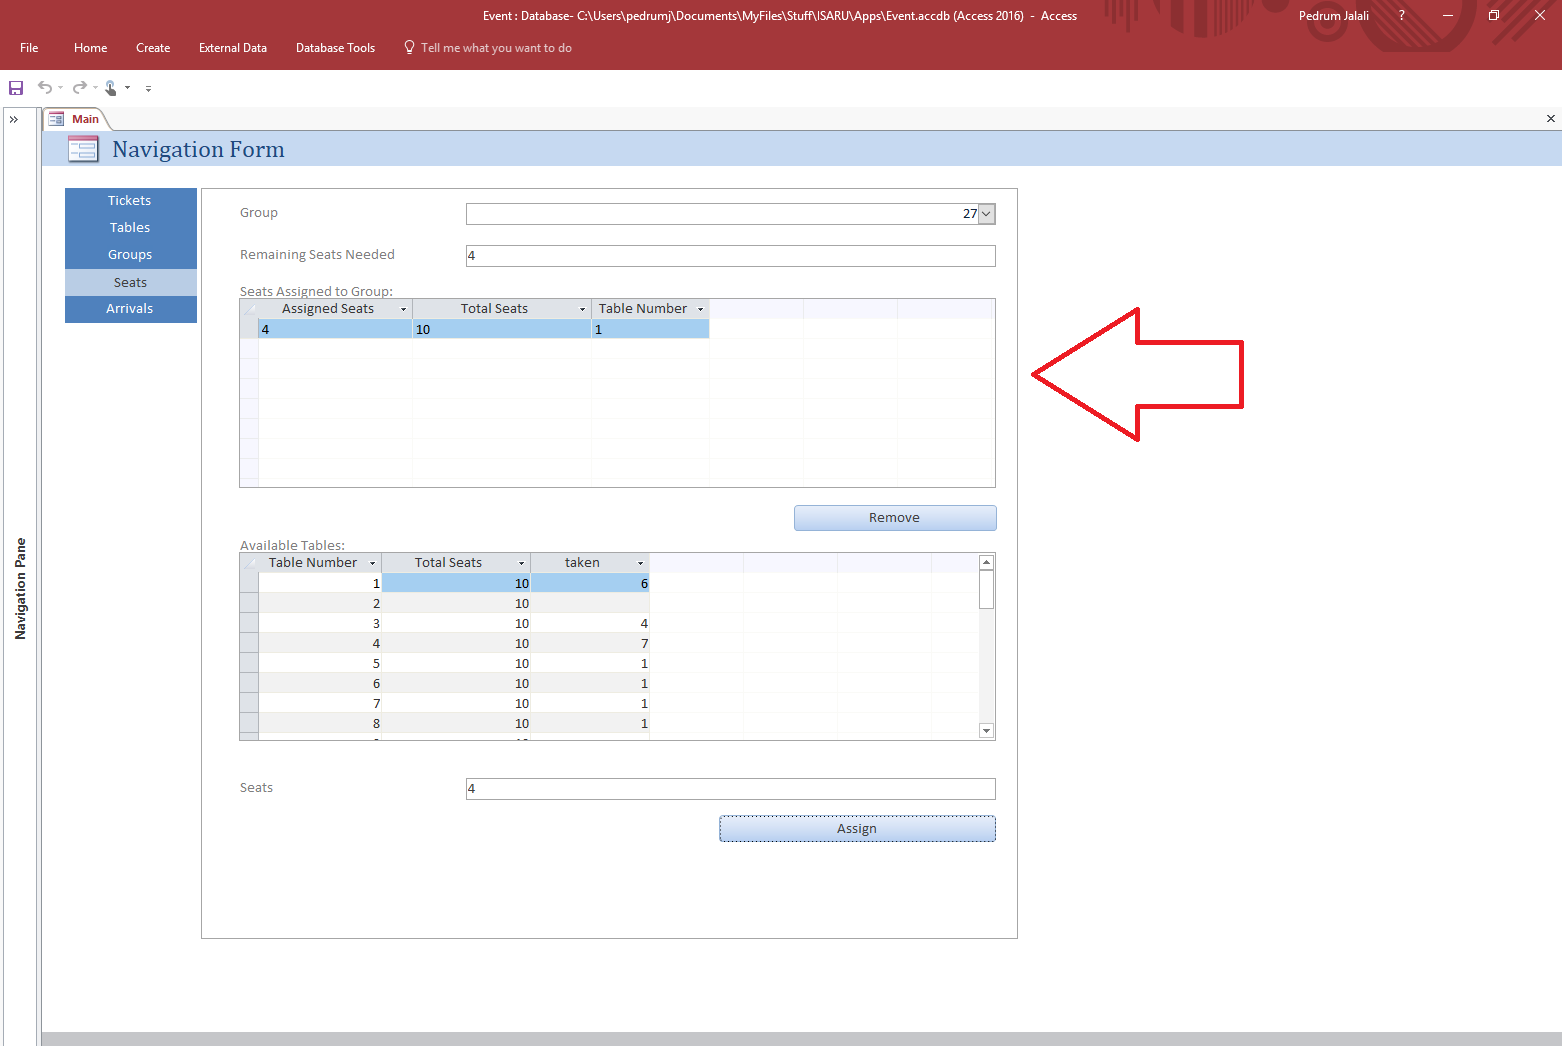 Event : Database- C:\Users\pedrumj\Documents\MyFiles\Stuff\ISARU\Apps\Event.accdb (Access 2016) - Access
Pedrum Jalali ?
File Home Create External Data Database Tools Tell me what you want to do
Main
Navigation Form
Navigation Pane
Tickets
Tables
Groups
Seats
Arrivals
Group 27
Remaining Seats Needed 4
Seats Assigned to Group:
Assigned Seats Total Seats Table Number
4 10 1
Remove
Available Tables:
Table Number Total Seats taken
1 10 6
2 10
3 10 4
4 10 7
5 10 1
6 10 1
7 10 1
8 10 1
Seats 4
Assign